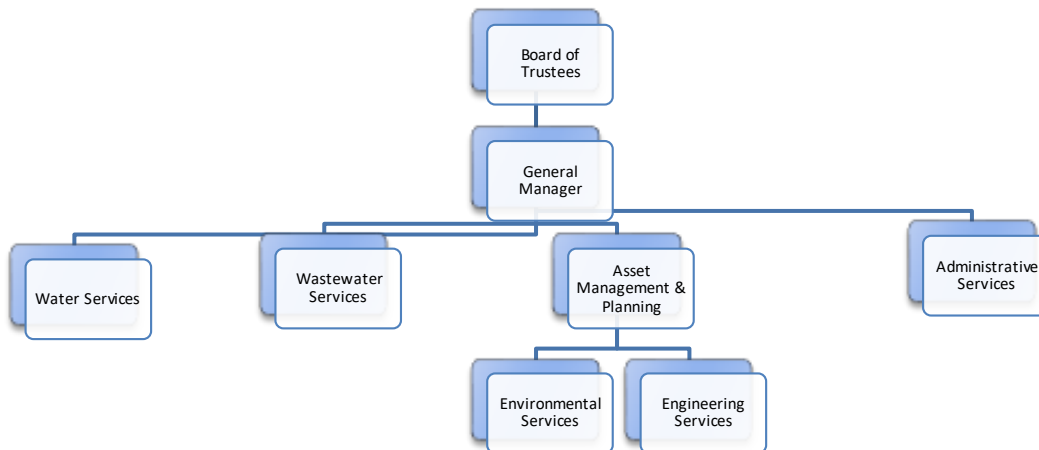 Board of
Trustees
General
Manager
Water Services
Wastewater
Services
Asset
Management &
Planning
Administrative
Services
Environmental
Services
Engineering
Services